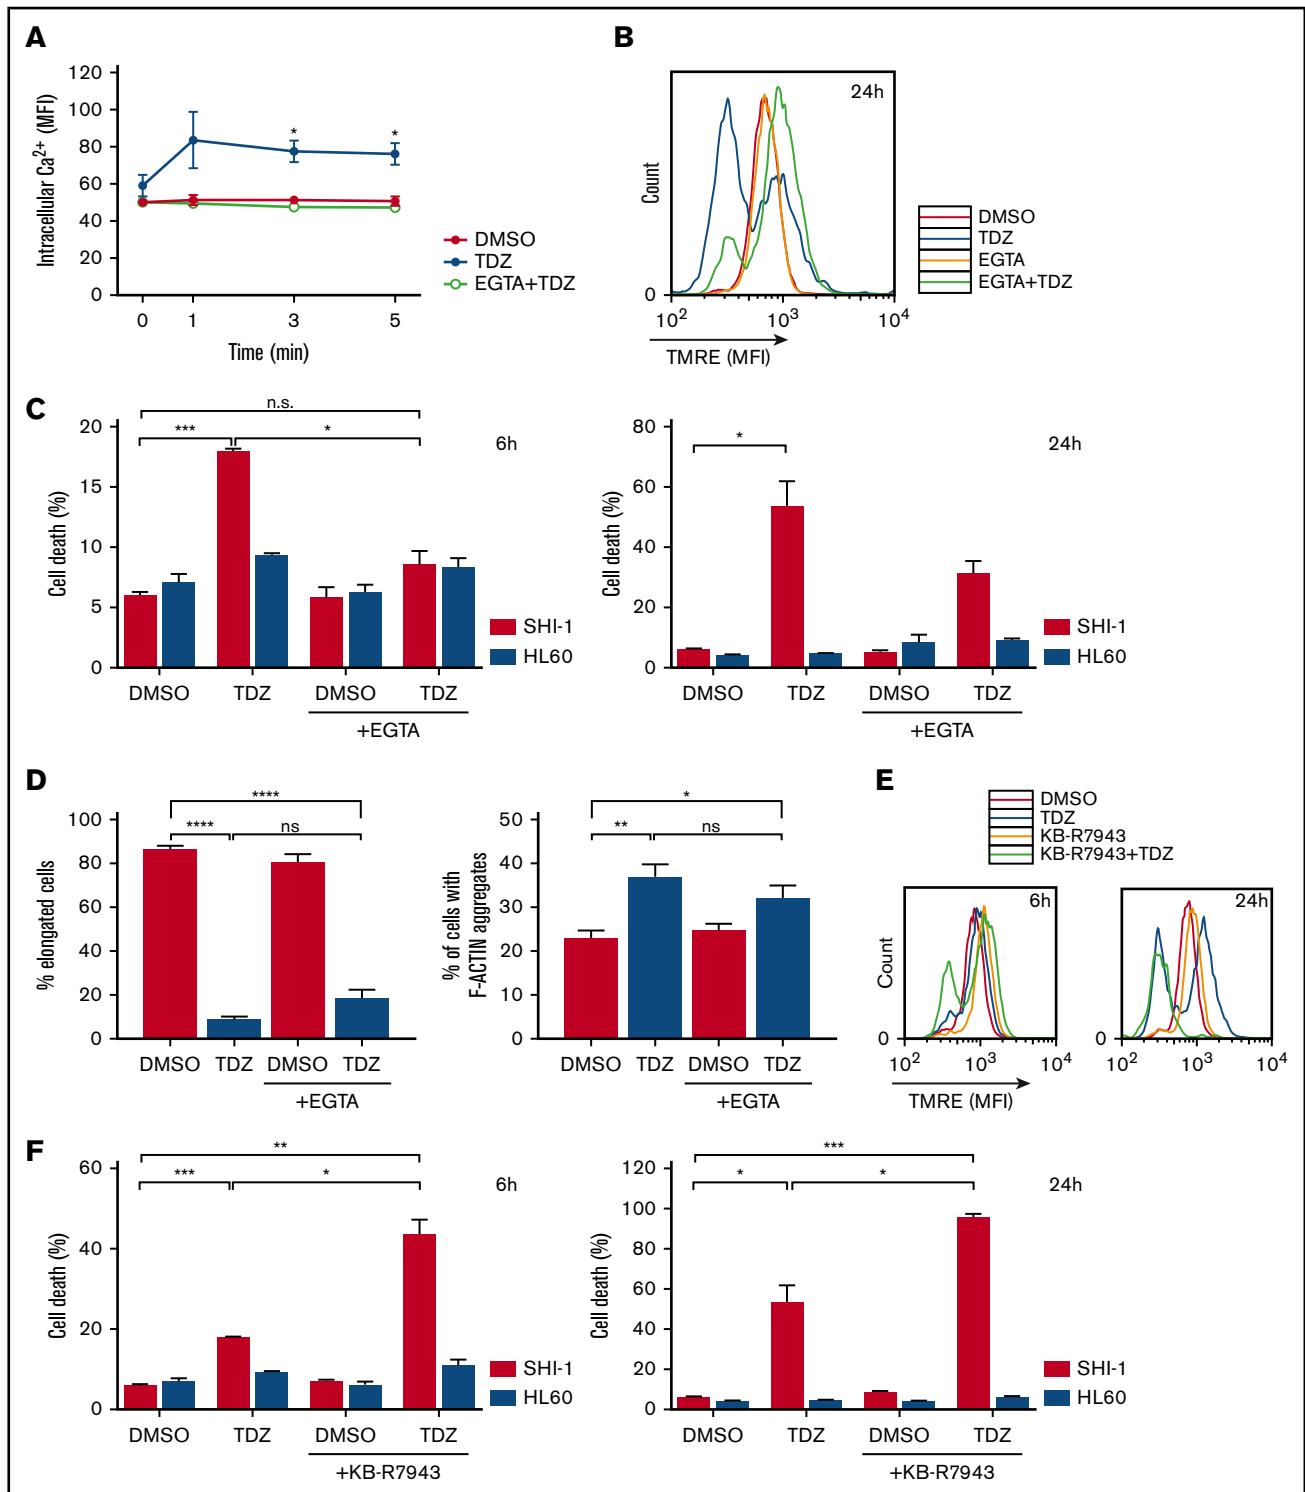 A
120
100
80
60
40
20
0
Intracellular Ca2+ (MFI)
*
*
0 1 3 5
Time (min)
DMSO
TDZ
EGTA+TDZ
B
24h
Count
0
10² 10³ 10⁴
TMRE (MFI)
DMSO
TDZ
EGTA
EGTA+TDZ
C
n.s.
*** *
6h
20
15
10
5
0
Cell death (%)
DMSO TDZ DMSO TDZ
+EGTA
SHI-1
HL60
*
24h
80
60
40
20
0
Cell death (%)
DMSO TDZ DMSO TDZ
+EGTA
SHI-1
HL60
D
****
**** ns
100
80
60
40
20
0
% elongated cells
DMSO TDZ DMSO TDZ
+EGTA
*
** ns
50
40
30
20
10
0
% of cells with
F-ACTIN aggregates
DMSO TDZ DMSO TDZ
+EGTA
E
DMSO
TDZ
KB-R7943
KB-R7943+TDZ
6h
Count
0
10² 10³ 10⁴
TMRE (MFI)
24h
0
10² 10³ 10⁴
F
**
*** *
6h
60
40
20
0
Cell death (%)
DMSO TDZ DMSO TDZ
+KB-R7943
SHI-1
HL60
***
* *
24h
120
100
80
60
40
20
0
Cell death (%)
DMSO TDZ DMSO TDZ
+KB-R7943
SHI-1
HL60